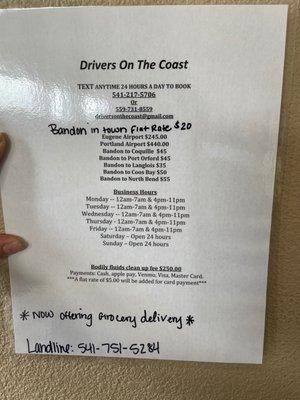 Drivers On The Coast
TEXT ANYTIME 24 HOURS A DAY TO BOOK
541-217-5706
Or
559-731-8559
driversonthecoast@gmail.com
Bandon in town Flat Rate $20
Eugene Airport $245.00
Portland Airport $440.00
Bandon to Coquille $45
Bandon to Port Orford $45
Bandon to Langlois $35
Bandon to Coos Bay $50
Bandon to North Bend $55
Business Hours
Monday -- 12am-7am & 4pm-11pm
Tuesday -- 12am-7am & 4pm-11pm
Wednesday -- 12am-7am & 4pm-11pm
Thursday - 12am-7am & 4pm-11pm
Friday -- 12am-7am & 4pm-11pm
Saturday – Open 24 hours
Sunday – Open 24 hours
Bodily fluids clean up fee $250.00
Payments: Cash, apple pay, Venmo, Visa, Master Card.
***A flat rate of $5.00 will be added for card payment***
* NOW offering Grocery delivery *
Landline: 541-751-5284